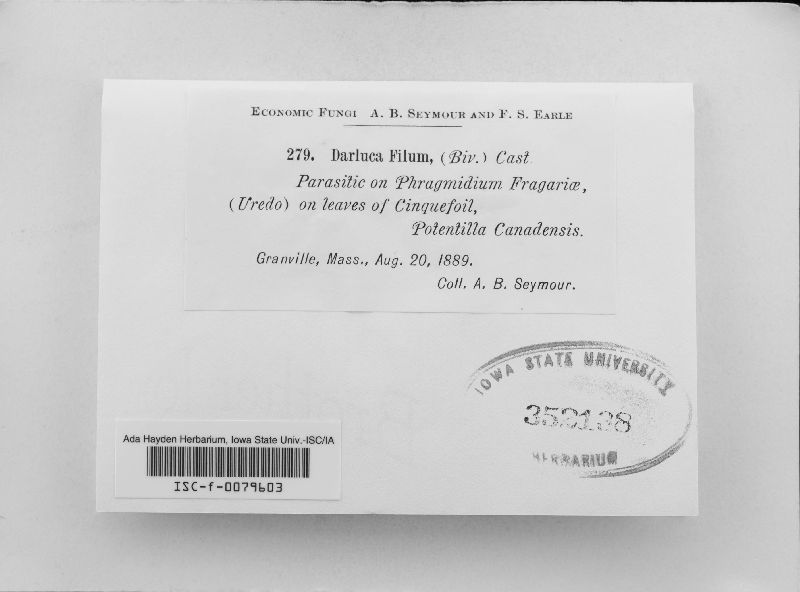 ECONOMIC FUNGI A. B. SEYMOUR AND F. S. EARLE
279. Darluca Filum, (Biv.) Cast.
Parasitic on Phragmidium Fragariæ,
(Uredo) on leaves of Cinquefoil,
Potentilla Canadensis.
Granville, Mass., Aug. 20, 1889.
Coll. A. B. Seymour.
IOWA STATE UNIVERSITY
352138
HERBARIUM
Ada Hayden Herbarium, Iowa State Univ.-ISC/IA
ISC-f-0079603